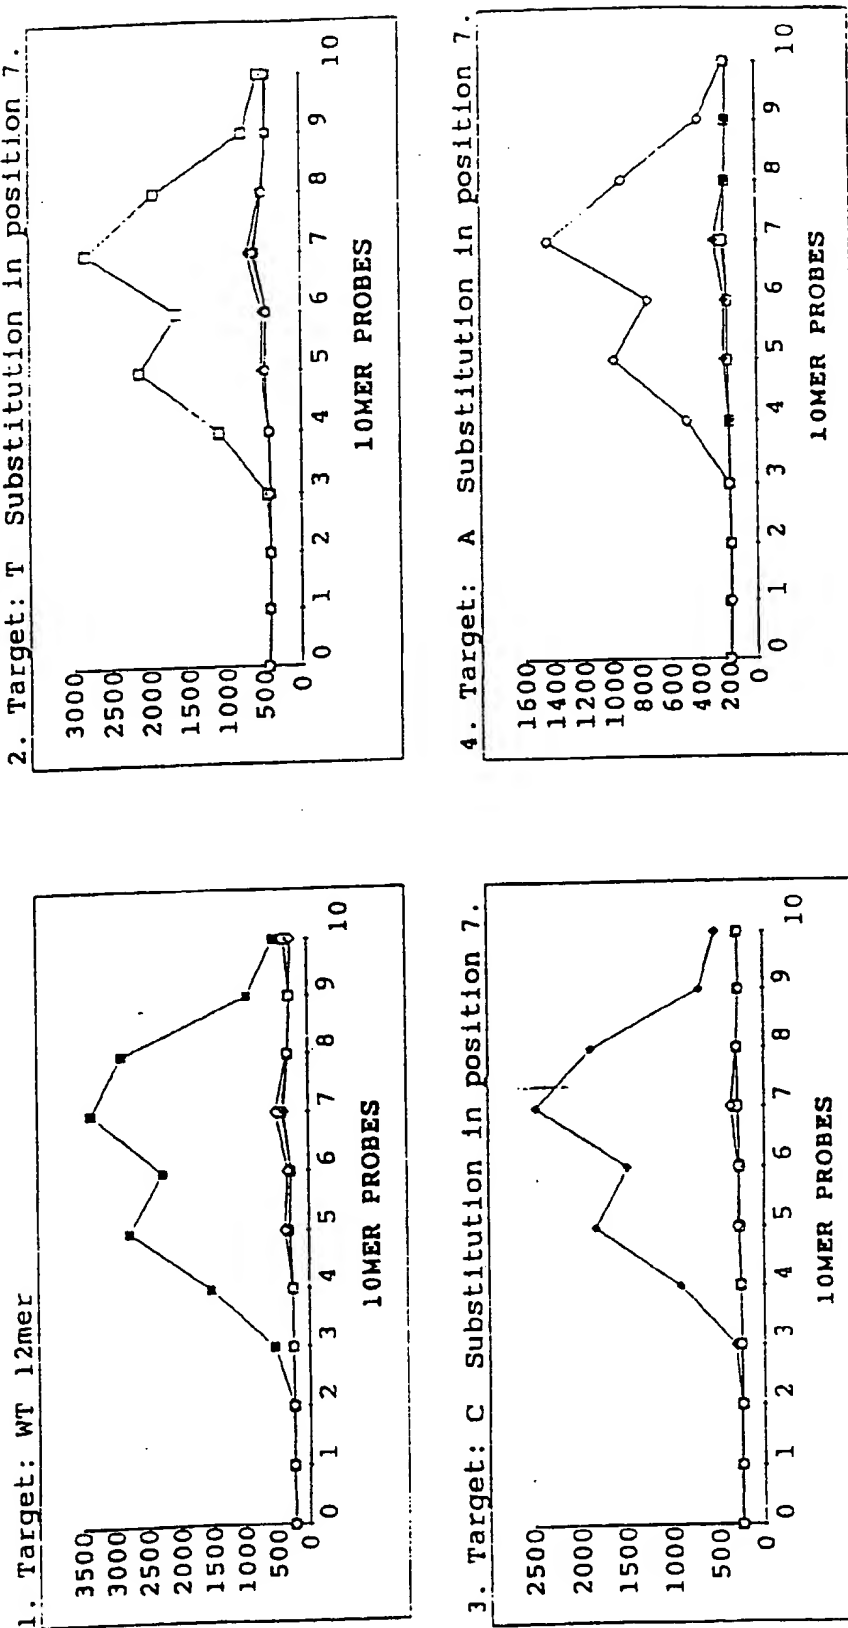 1. Target: WT 12mer
3500
3000
2500
2000
1500
1000
500
0
0 1 2 3 4 5 6 7 8 9 10
10MER PROBES
2. Target: T Substitution in position 7.
3000
2500
2000
1500
1000
500
0
0 1 2 3 4 5 6 7 8 9 10
10MER PROBES
3. Target: C Substitution in position 7.
2500
2000
1500
1000
500
0
0 1 2 3 4 5 6 7 8 9 10
10MER PROBES
4. Target: A Substitution in position 7.
1600
1400
1200
1000
800
600
400
200
0
0 1 2 3 4 5 6 7 8 9 10
10MER PROBES